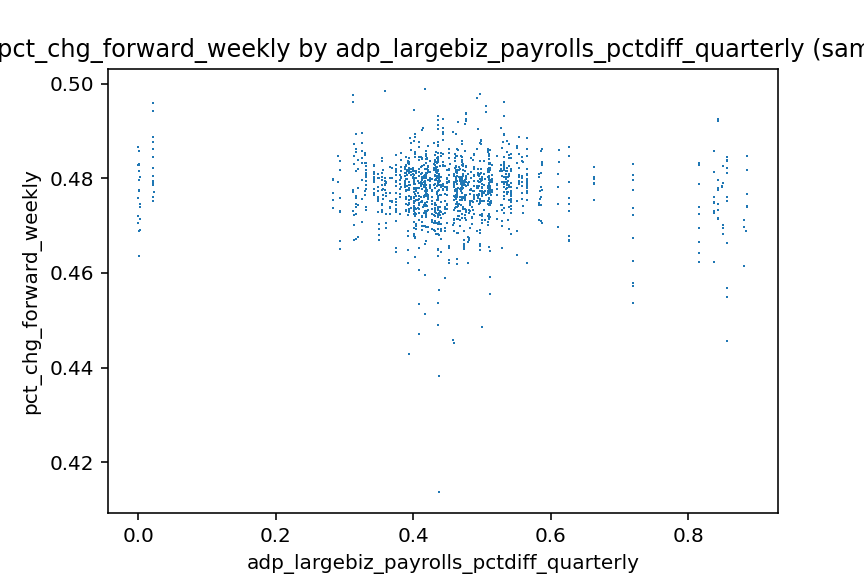 pct_chg_forward_weekly by adp_largebiz_payrolls_pctdiff_quarterly (sam
0.50
0.48
0.46
0.44
0.42
pct_chg_forward_weekly
0.0 0.2 0.4 0.6 0.8
adp_largebiz_payrolls_pctdiff_quarterly